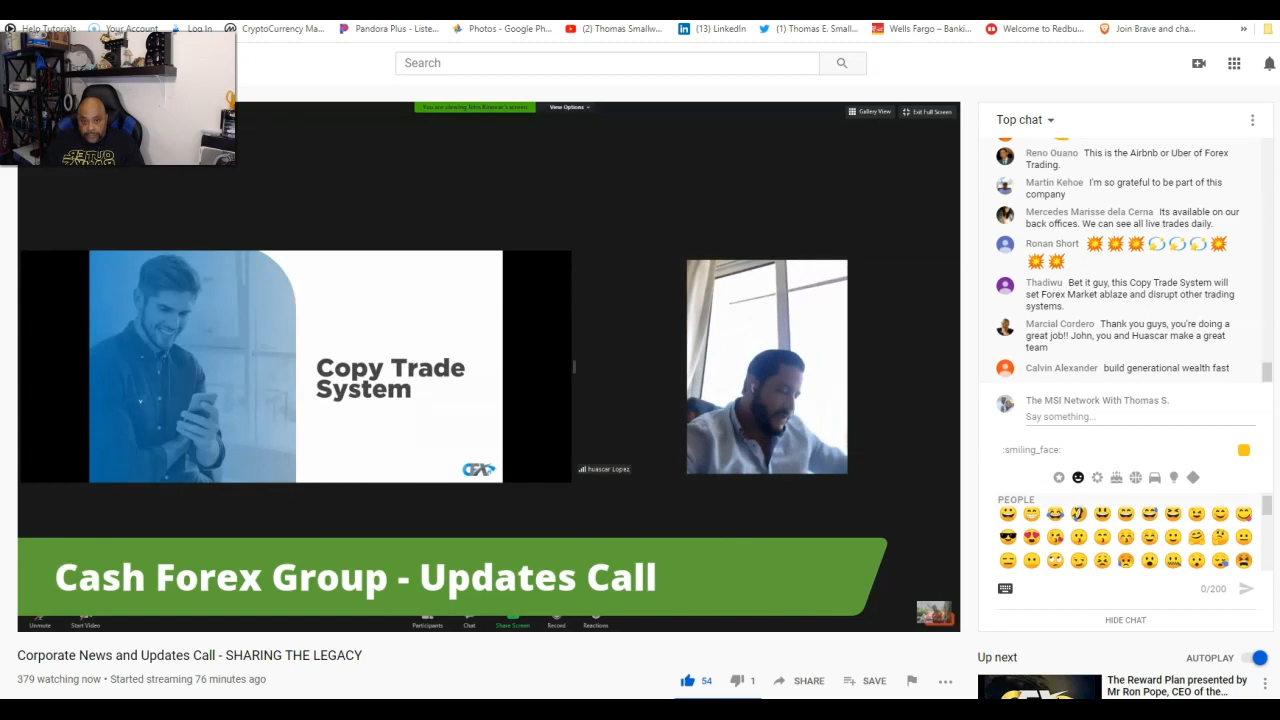 Help Tutorials
Your Account
Log In
CryptoCurrency Ma...
Pandora Plus - Liste...
Photos - Google Ph...
(2) Thomas Smallw...
(13) LinkedIn
(1) Thomas E. Small...
Wells Fargo – Banki...
Welcome to Redbu...
Join Brave and cha...
»
Search
View Options
Gallery View
Exit Full Screen
Copy Trade
System
CFX
huascar Lopez
Cash Forex Group - Updates Call
Unmute
Start Video
Participants
Chat
Share Screen
Record
Reactions
Corporate News and Updates Call - SHARING THE LEGACY
379 watching now • Started streaming 76 minutes ago
54
1
SHARE
SAVE
Top chat
Reno Ouano This is the Airbnb or Uber of Forex
Trading.
Martin Kehoe I'm so grateful to be part of this
company
Mercedes Marisse dela Cerna Its available on our
back offices. We can see all live trades daily.
Ronan Short
Thadiwu Bet it guy, this Copy Trade System will
set Forex Market ablaze and disrupt other trading
systems.
Marcial Cordero Thank you guys, you're doing a
great job!! John, you and Huascar make a great
team
Calvin Alexander build generational wealth fast
The MSI Network With Thomas S.
Say something...
:smiling_face:
PEOPLE
0/200
HIDE CHAT
Up next
AUTOPLAY
The Reward Plan presented by
Mr Ron Pope, CEO of the...